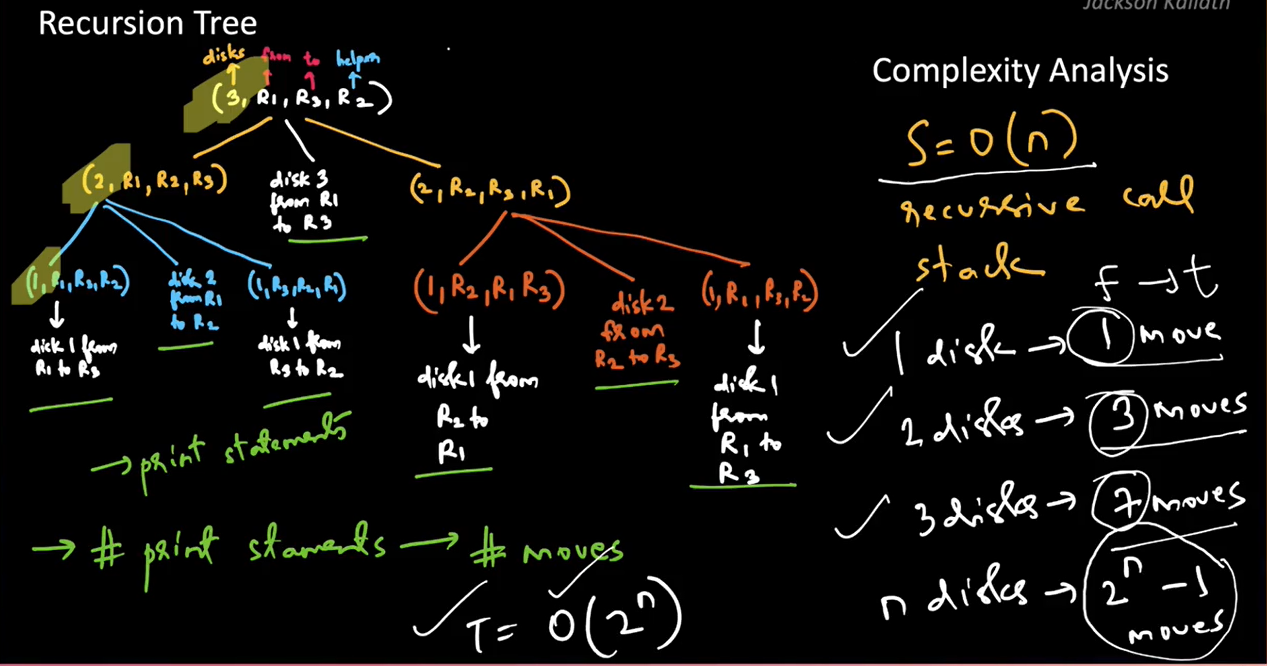 Jackson Kailath
Recursion Tree
disks from to helper
(3, R1, R3, R2)
(2, R1, R2, R3)
disk 3
from R1
to R3
(2, R2, R3, R1)
(1, R1, R3, R2)
disk 2
from R1
to R2
(1, R3, R2, R1)
(1, R2, R1, R3)
disk 2
from
R2 to R3
(1, R1, R3, R2)
disk 1 from
R1 to R3
disk 1 from
R3 to R2
disk 1 from
R2 to
R1
disk 1
from
R1 to
R3
→ print statements
→ # print staments → # moves
T = O(2^n)
Complexity Analysis
S = O(n)
recursive call
stack
f → t
1 disk → 1 move
2 disks → 3 moves
3 disks → 7 moves
n disks → 2^n - 1
moves